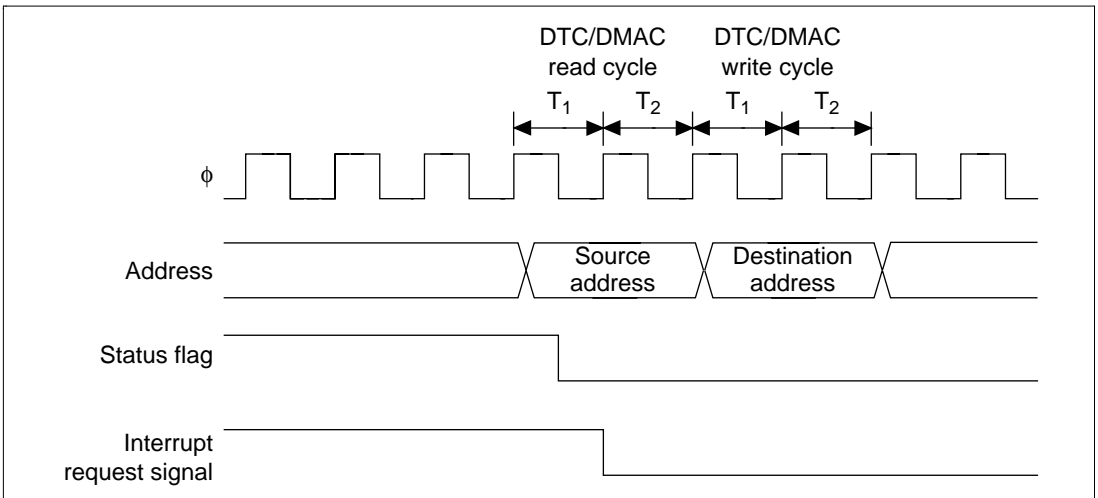 DTC/DMAC DTC/DMAC
read cycle write cycle
T1 T2 T1 T2
ϕ
Address
Source
address
Destination
address
Status flag
Interrupt
request signal